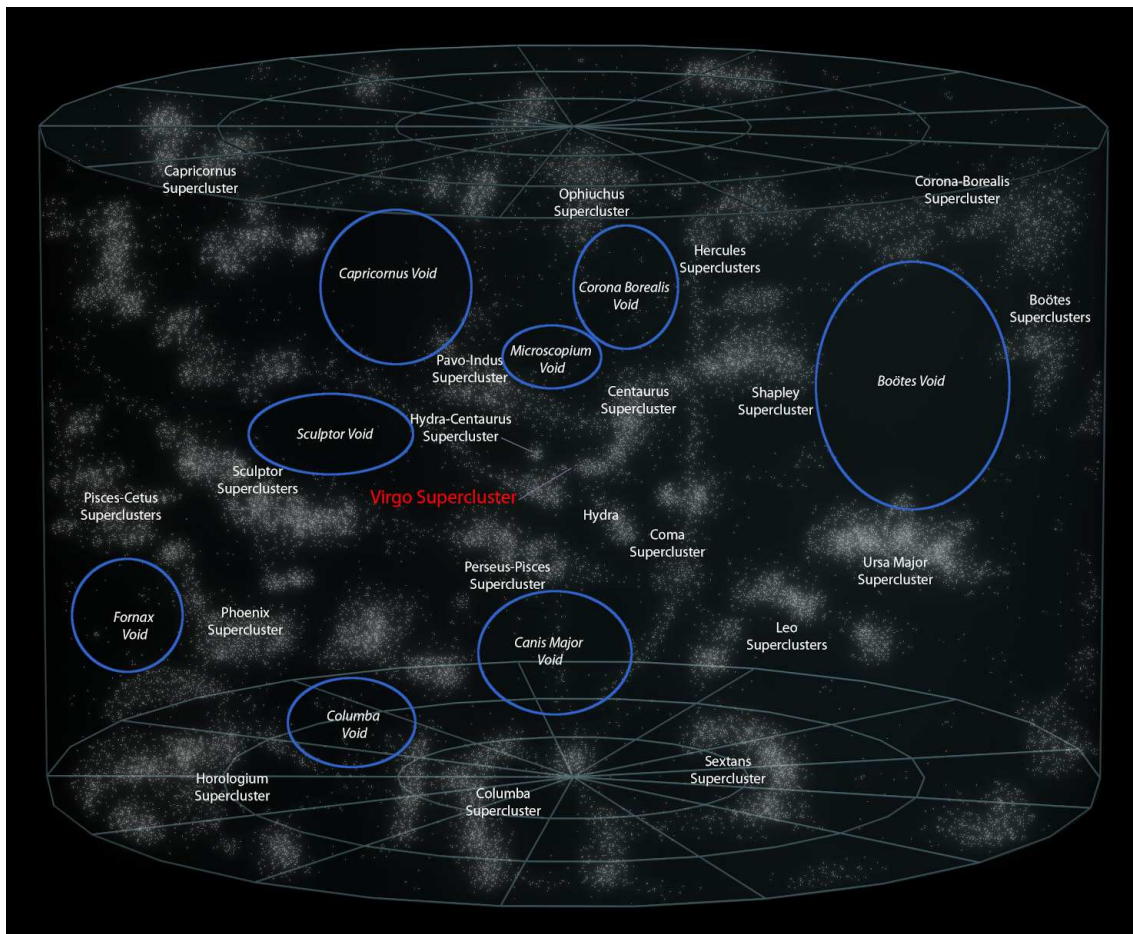 Capricornus
Supercluster
Ophiuchus
Supercluster
Corona-Borealis
Supercluster
Hercules
Superclusters
Capricornus Void
Corona Borealis
Void
Boötes
Superclusters
Microscopium
Void
Pavo-Indus
Supercluster
Centaurus
Supercluster
Shapley
Supercluster
Boötes Void
Sculptor Void
Hydra-Centaurus
Supercluster
Sculptor
Superclusters
Virgo Supercluster
Pisces-Cetus
Superclusters
Hydra
Coma
Supercluster
Perseus-Pisces
Supercluster
Ursa Major
Supercluster
Fornax
Void
Phoenix
Supercluster
Canis Major
Void
Leo
Superclusters
Columba
Void
Horologium
Supercluster
Columba
Supercluster
Sextans
Supercluster